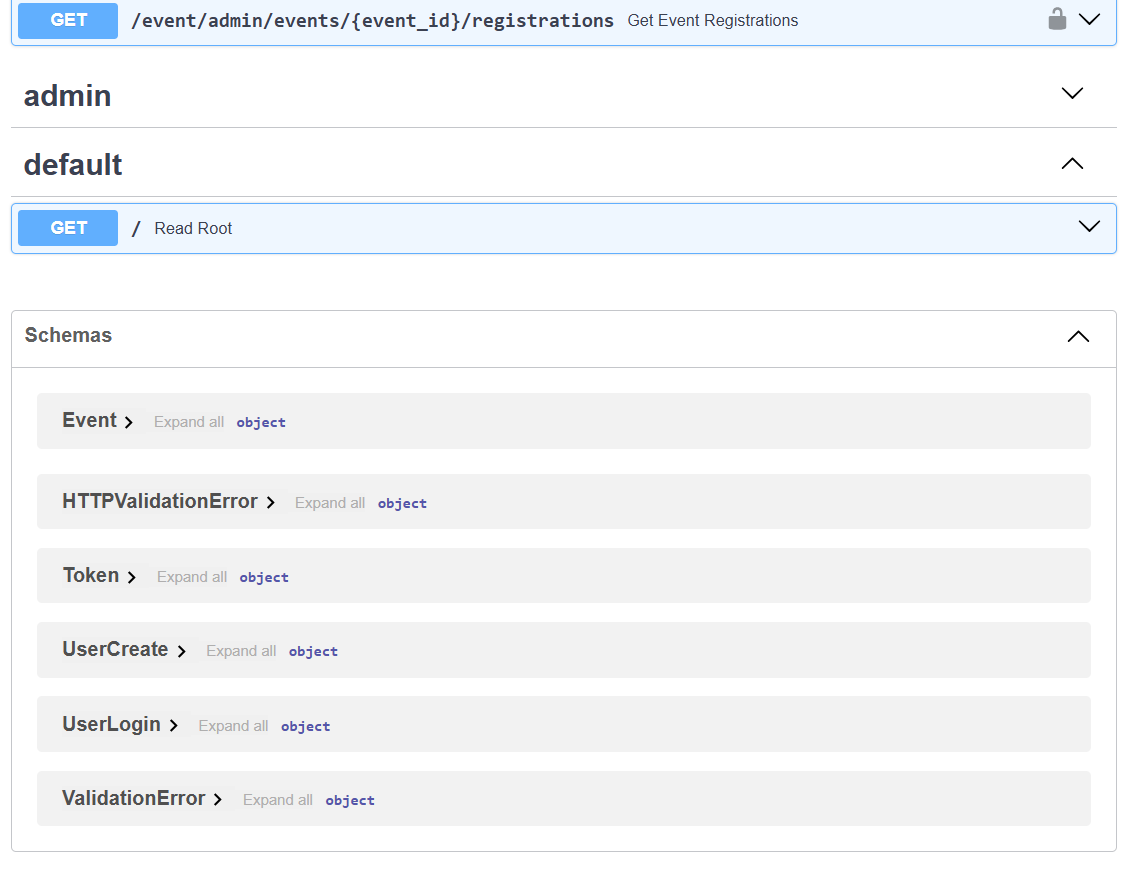 GET /event/admin/events/{event_id}/registrations Get Event Registrations
admin
default
GET / Read Root
Schemas
Event Expand all object
HTTPValidationError Expand all object
Token Expand all object
UserCreate Expand all object
UserLogin Expand all object
ValidationError Expand all object